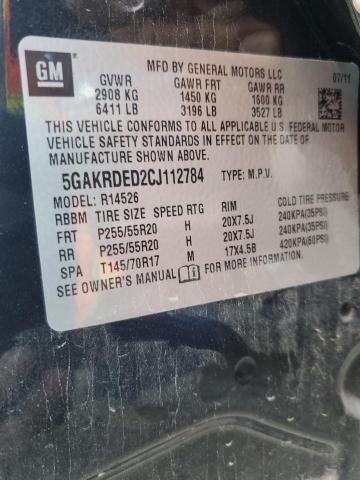 GM
MFD BY GENERAL MOTORS LLC 07/11
GVWR GAWR FRT GAWR RR
2908 KG 1450 KG 1600 KG
6411 LB 3196 LB 3527 LB
THIS VEHICLE CONFORMS TO ALL APPLICABLE U.S. FEDERAL MOTOR
VEHICLE SAFETY STANDARDS IN EFFECT ON THE DATE OF
MANUFACTURE SHOWN ABOVE.
5GAKRDED2CJ112784 TYPE: M.P.V.
MODEL: R14526
RBBM TIRE SIZE SPEED RTG RIM COLD TIRE PRESSURE
FRT P255/55R20 H 20X7.5J 240KPA(35PSI)
RR P255/55R20 H 20X7.5J 240KPA(35PSI)
SPA T145/70R17 M 17X4.5B 420KPA(60PSI)
SEE OWNER'S MANUAL FOR MORE INFORMATION.